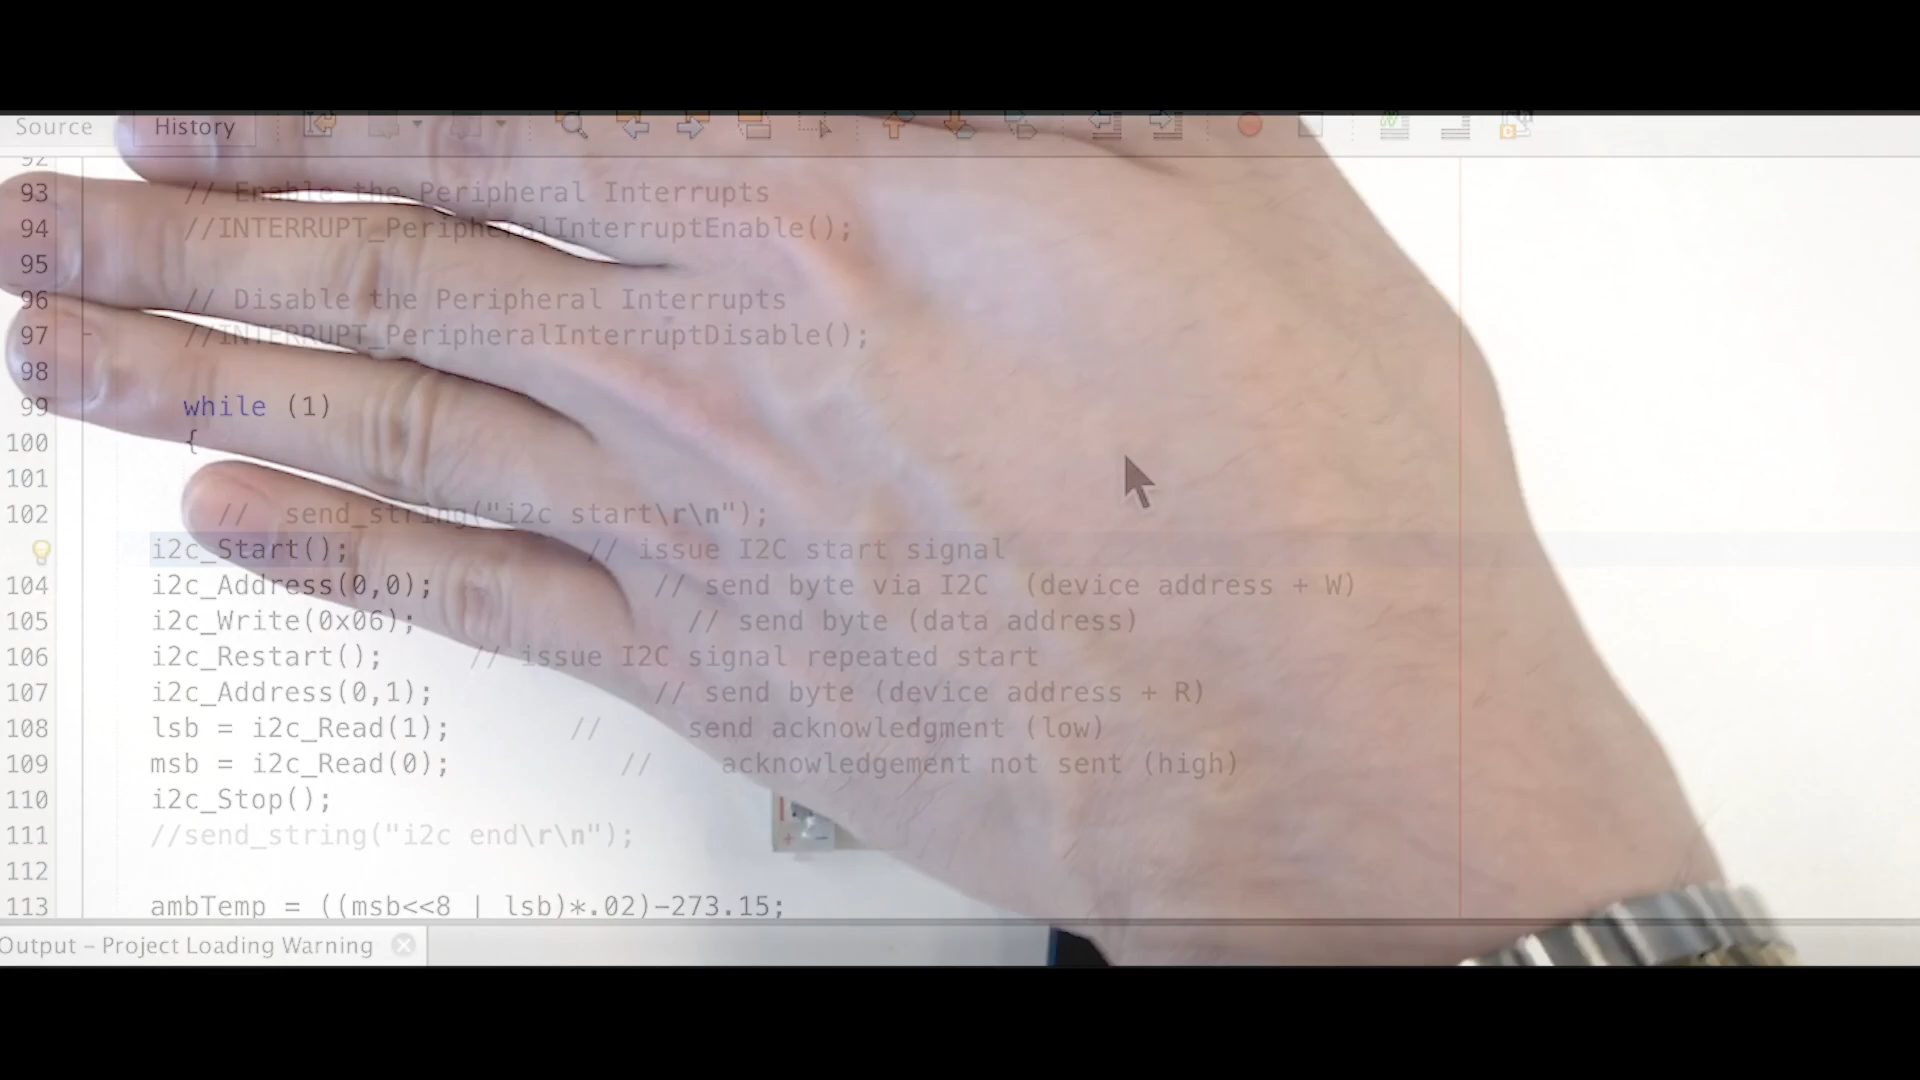 Source History
92
93 // Enable the Peripheral Interrupts
94 //INTERRUPT_PeripheralInterruptEnable();
95
96 // Disable the Peripheral Interrupts
97 //INTERRUPT_PeripheralInterruptDisable();
98
99 while (1)
100 {
101
102 // send_string("i2c start\r\n");
i2c_Start(); // issue I2C start signal
104 i2c_Address(0,0); // send byte via I2C (device address + W)
105 i2c_Write(0x06); // send byte (data address)
106 i2c_Restart(); // issue I2C signal repeated start
107 i2c_Address(0,1); // send byte (device address + R)
108 lsb = i2c_Read(1); // send acknowledgment (low)
109 msb = i2c_Read(0); // acknowledgement not sent (high)
110 i2c_Stop();
111 //send_string("i2c end\r\n");
112
113 ambTemp = ((msb<<8 | lsb)*.02)-273.15;
Output – Project Loading Warning